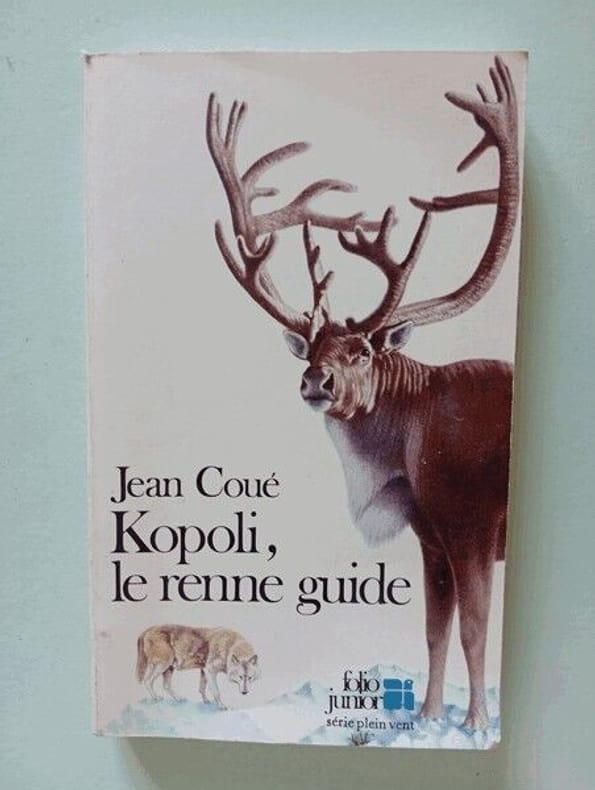 Jean Coué
Kopoli,
le renne guide
folio
junior
série plein vent